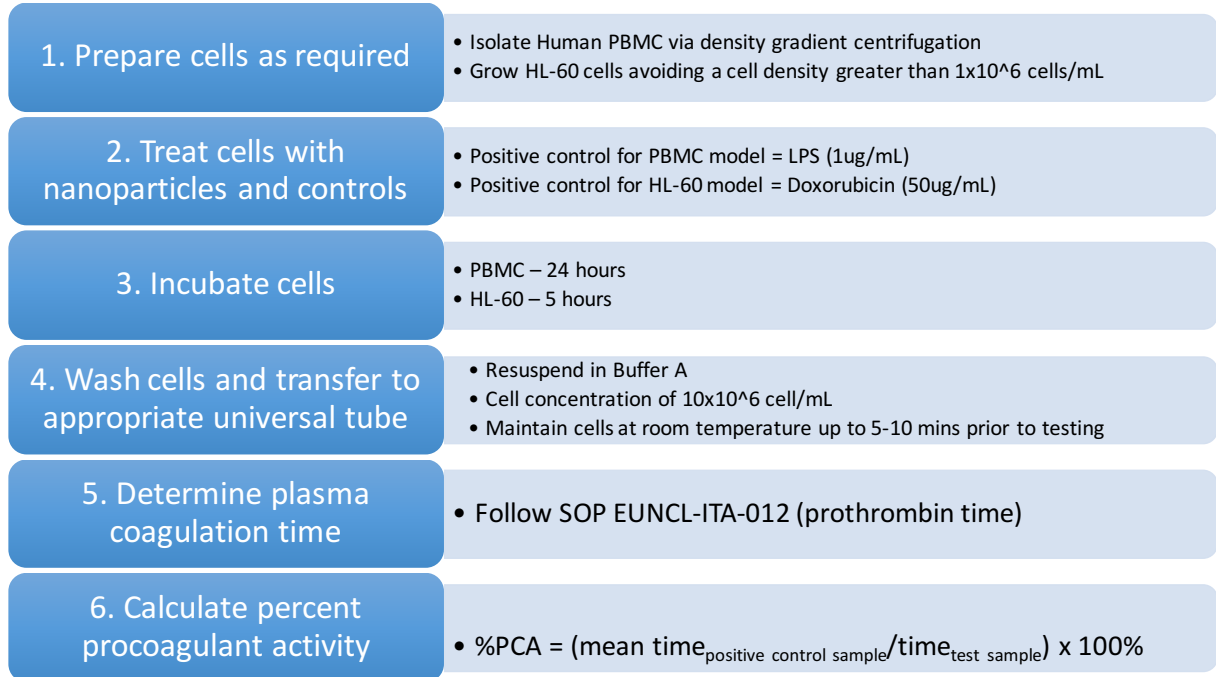 1. Prepare cells as required
• Isolate Human PBMC via density gradient centrifugation
• Grow HL-60 cells avoiding a cell density greater than 1x10^6 cells/mL
2. Treat cells with
nanoparticles and controls
• Positive control for PBMC model = LPS (1ug/mL)
• Positive control for HL-60 model = Doxorubicin (50ug/mL)
3. Incubate cells
• PBMC – 24 hours
• HL-60 – 5 hours
4. Wash cells and transfer to
appropriate universal tube
• Resuspend in Buffer A
• Cell concentration of 10x10^6 cell/mL
• Maintain cells at room temperature up to 5-10 mins prior to testing
5. Determine plasma
coagulation time
• Follow SOP EUNCL-ITA-012 (prothrombin time)
6. Calculate percent
procoagulant activity
• %PCA = (mean time positive control sample/time test sample) x 100%